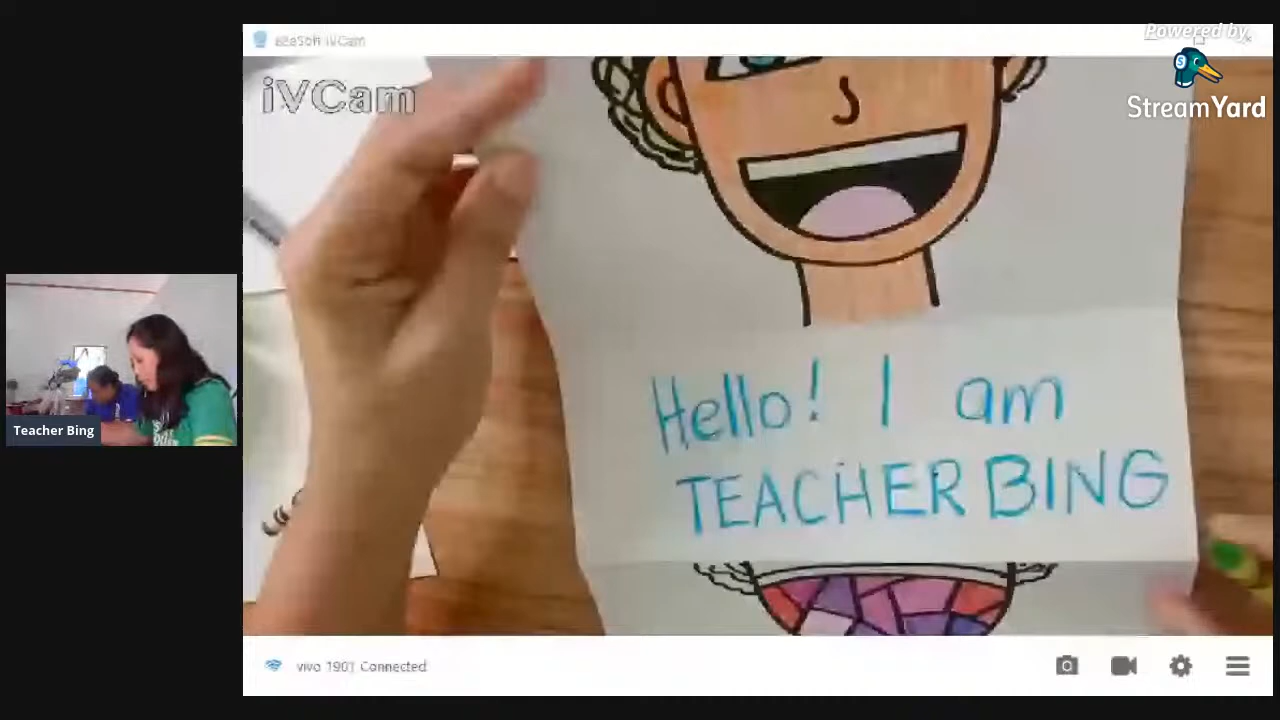 Powered by
StreamYard
iVCam
Teacher Bing
Hello! I am
TEACHER BING
vivo 1901 Connected